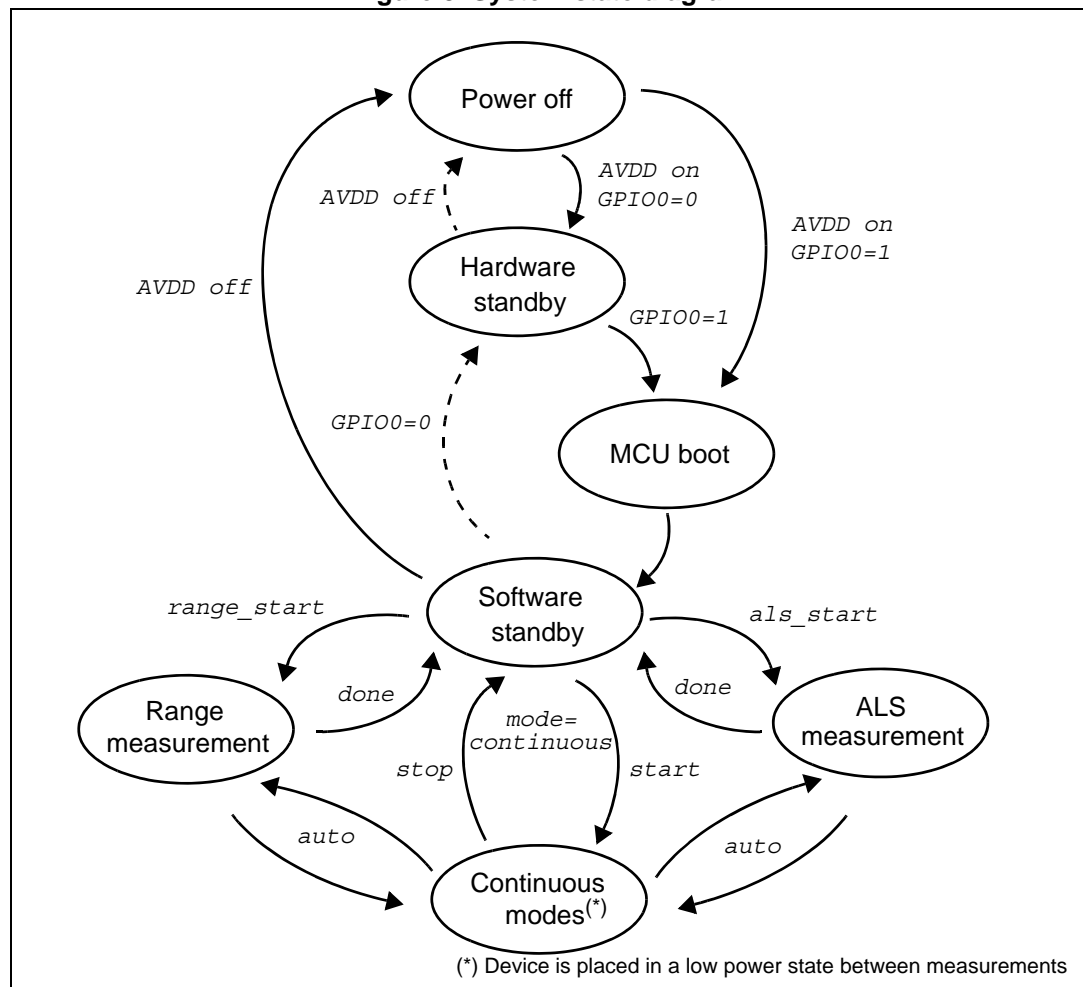 Power off
AVDD on
GPIO0=0
AVDD off
AVDD on
GPIO0=1
Hardware
standby
AVDD off
GPIO0=1
GPIO0=0
MCU boot
Software
standby
range_start
als_start
done
done
Range
measurement
mode=
continuous
ALS
measurement
stop
start
auto
auto
Continuous
modes(*)
(*) Device is placed in a low power state between measurements